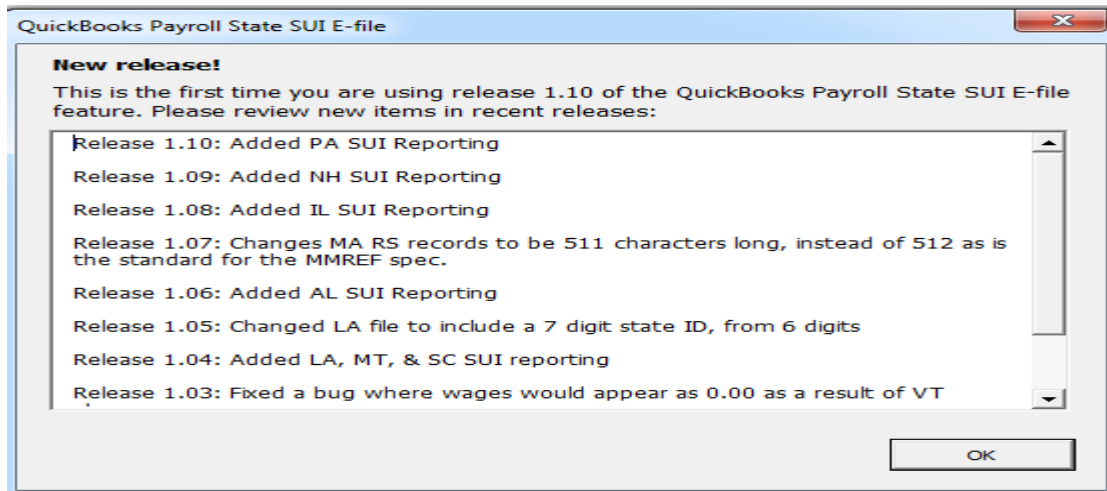 QuickBooks Payroll State SUI E-file
New release!
This is the first time you are using release 1.10 of the QuickBooks Payroll State SUI E-file
feature. Please review new items in recent releases:
Release 1.10: Added PA SUI Reporting
Release 1.09: Added NH SUI Reporting
Release 1.08: Added IL SUI Reporting
Release 1.07: Changes MA RS records to be 511 characters long, instead of 512 as is
the standard for the MMREF spec.
Release 1.06: Added AL SUI Reporting
Release 1.05: Changed LA file to include a 7 digit state ID, from 6 digits
Release 1.04: Added LA, MT, & SC SUI reporting
Release 1.03: Fixed a bug where wages would appear as 0.00 as a result of VT
OK